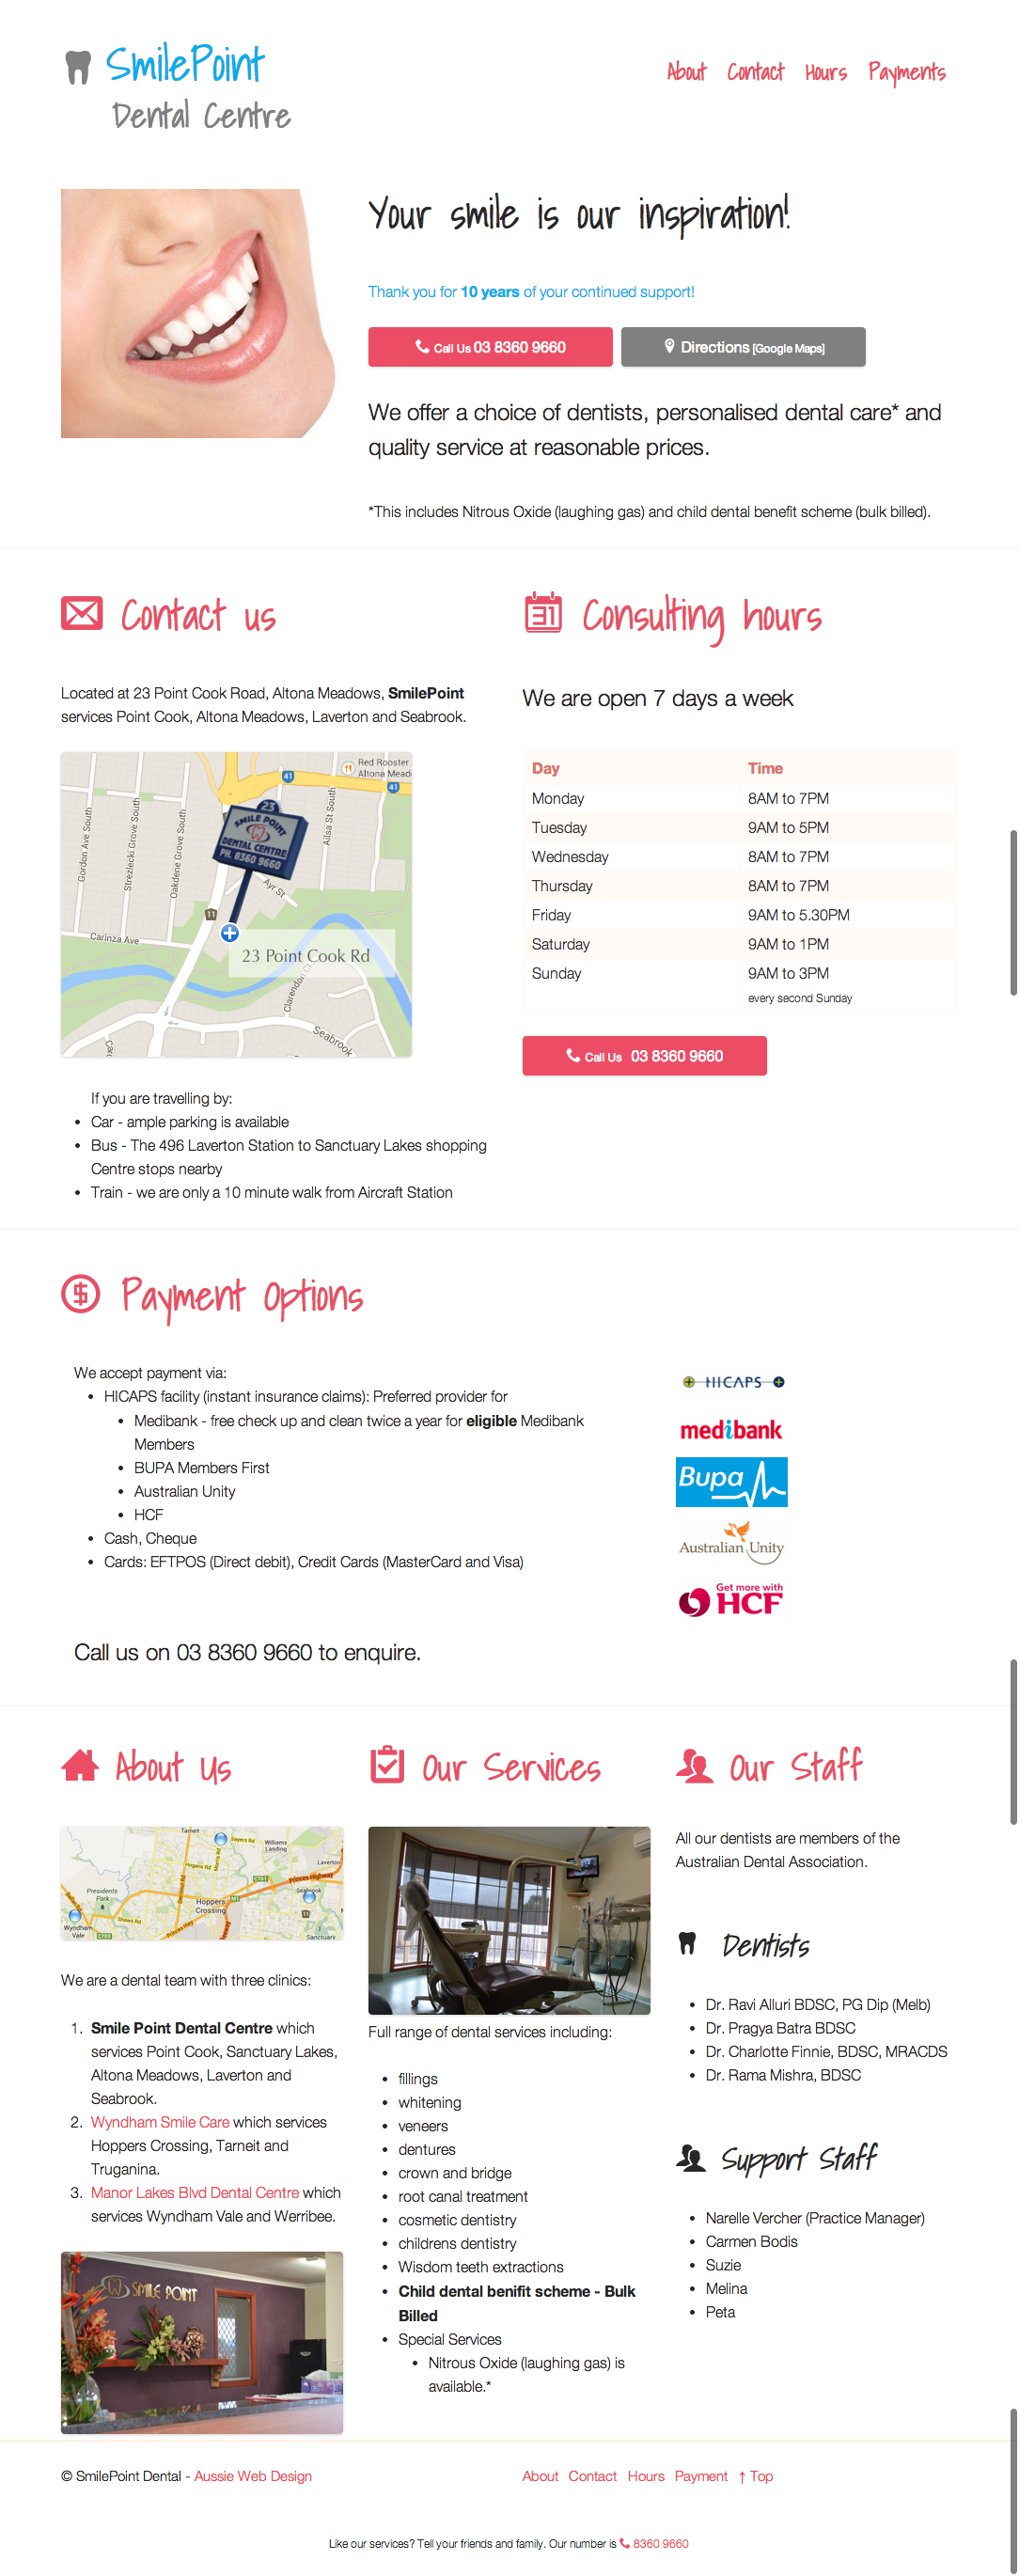 SmilePoint
Dental Centre
About Contact Hours Payments
Your smile is our inspiration!
Thank you for 10 years of your continued support!
Call Us 03 8360 9660
Directions [Google Maps]
We offer a choice of dentists, personalised dental care* and
quality service at reasonable prices.
*This includes Nitrous Oxide (laughing gas) and child dental benefit scheme (bulk billed).
Contact us
Located at 23 Point Cook Road, Altona Meadows, SmilePoint
services Point Cook, Altona Meadows, Laverton and Seabrook.
Red Rooster
Altona Mead
41
41
Gordon Ave South
Strezlecki Grove South
Oakdene Grove South
Ailsa St South
23
SMILE POINT
DENTAL CENTRE
PH. 8360 9660
Ayr St
11
Carinza Ave
23 Point Cook Rd
Clarendon C
Seabrook
If you are travelling by:
• Car - ample parking is available
• Bus - The 496 Laverton Station to Sanctuary Lakes shopping
Centre stops nearby
• Train - we are only a 10 minute walk from Aircraft Station
31
Consulting hours
We are open 7 days a week
Day Time
Monday 8AM to 7PM
Tuesday 9AM to 5PM
Wednesday 8AM to 7PM
Thursday 8AM to 7PM
Friday 9AM to 5.30PM
Saturday 9AM to 1PM
Sunday 9AM to 3PM
every second Sunday
Call Us 03 8360 9660
Payment Options
We accept payment via:
• HICAPS facility (instant insurance claims): Preferred provider for
• Medibank - free check up and clean twice a year for eligible Medibank
Members
• BUPA Members First
• Australian Unity
• HCF
• Cash, Cheque
• Cards: EFTPOS (Direct debit), Credit Cards (MasterCard and Visa)
HICAPS
medibank
Bupa
Australian Unity
Get more with
HCF
Call us on 03 8360 9660 to enquire.
About Us
Tarneit
Sayers Rd
Williams
Landing
Hogans Rd
Morris Rd
Laverton
Derrimut Rd
C701
Princes Highway
Presidents
Park
Hoppers
Crossing
M1
Seabrook
11
Shaws Rd
Wyndham
Vale
C703
Princes Hwy
Sanctuary
We are a dental team with three clinics:
1. Smile Point Dental Centre which
services Point Cook, Sanctuary Lakes,
Altona Meadows, Laverton and
Seabrook.
2. Wyndham Smile Care which services
Hoppers Crossing, Tarneit and
Truganina.
3. Manor Lakes Blvd Dental Centre which
services Wyndham Vale and Werribee.
SMILE POINT
Our Services
Full range of dental services including:
• fillings
• whitening
• veneers
• dentures
• crown and bridge
• root canal treatment
• cosmetic dentistry
• childrens dentistry
• Wisdom teeth extractions
• Child dental benifit scheme - Bulk
Billed
• Special Services
• Nitrous Oxide (laughing gas) is
available.*
Our Staff
All our dentists are members of the
Australian Dental Association.
Dentists
• Dr. Ravi Alluri BDSC, PG Dip (Melb)
• Dr. Pragya Batra BDSC
• Dr. Charlotte Finnie, BDSC, MRACDS
• Dr. Rama Mishra, BDSC
Support Staff
• Narelle Vercher (Practice Manager)
• Carmen Bodis
• Suzie
• Melina
• Peta
© SmilePoint Dental - Aussie Web Design
About Contact Hours Payment ↑ Top
Like our services? Tell your friends and family. Our number is 8360 9660